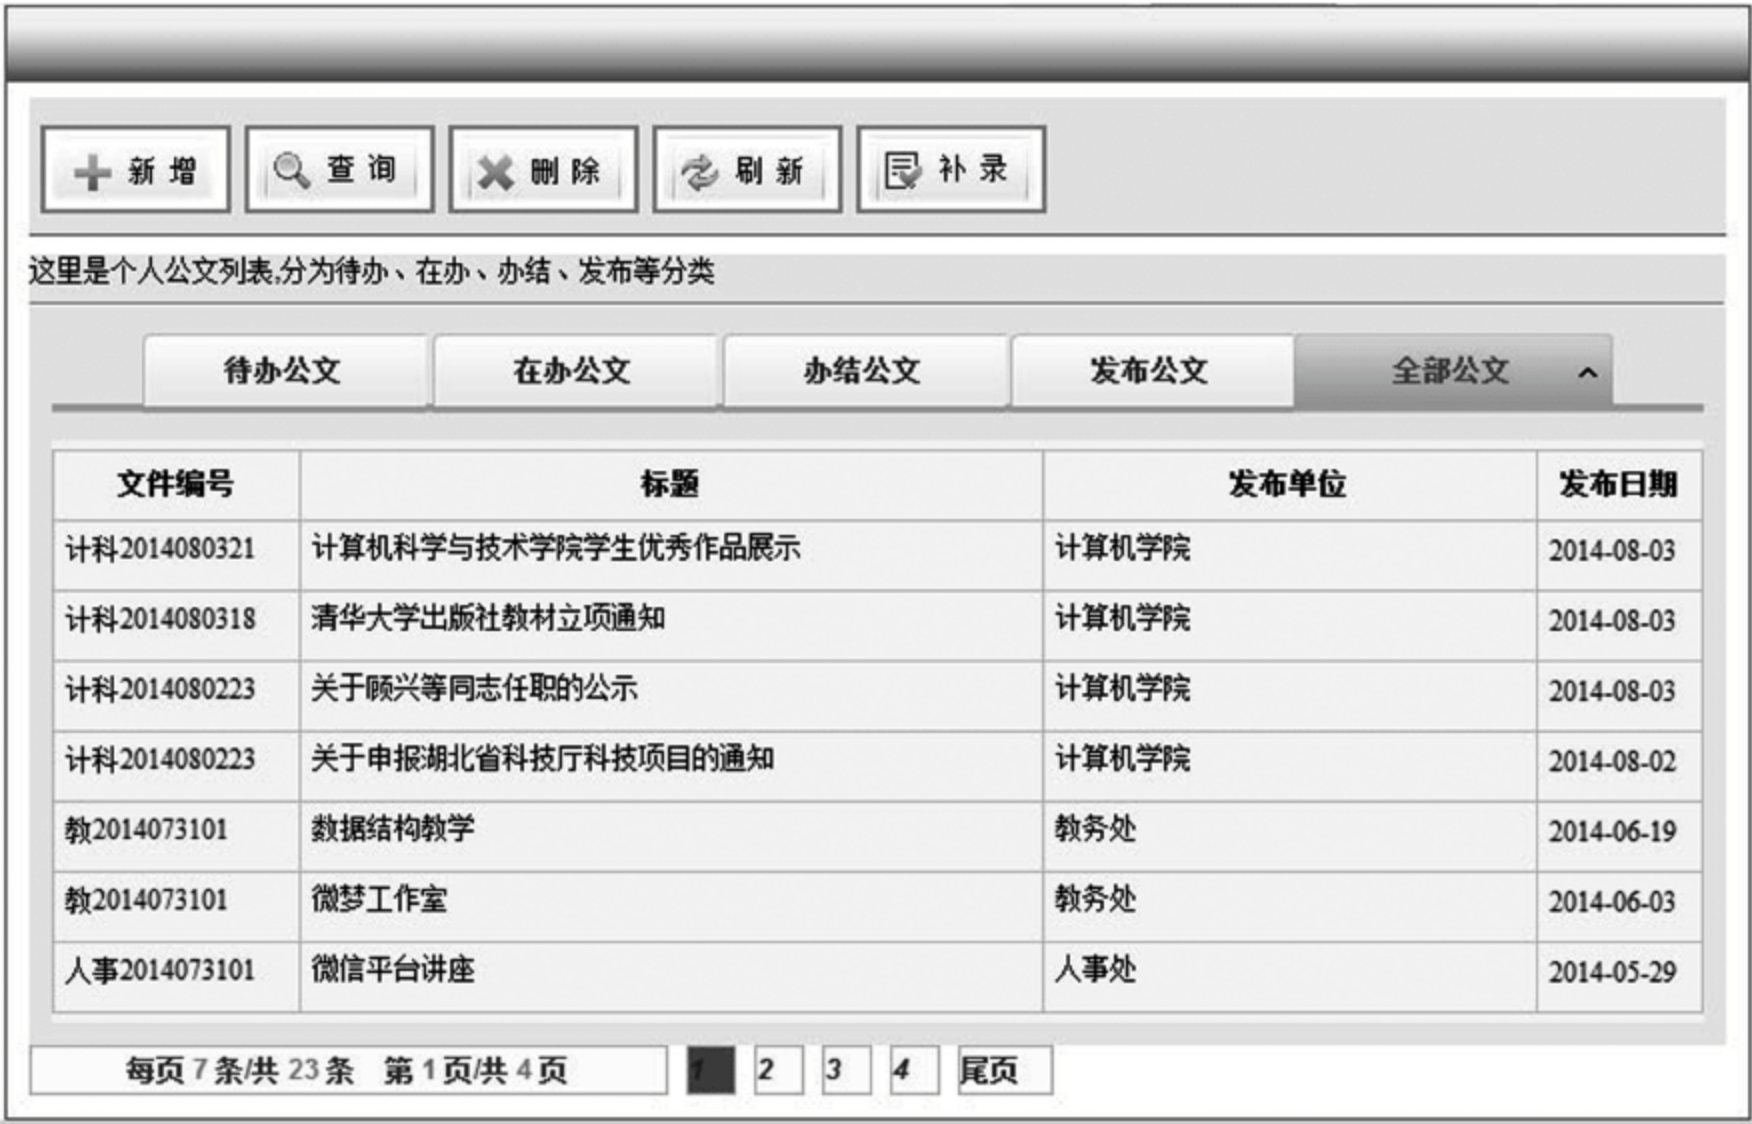 新增 查询 删除 刷新 补录
这里是个人公文列表,分为待办、在办、办结、发布等分类
待办公文 在办公文 办结公文 发布公文 全部公文
文件编号 标题 发布单位 发布日期
计科2014080321 计算机科学与技术学院学生优秀作品展示 计算机学院 2014-08-03
计科2014080318 清华大学出版社教材立项通知 计算机学院 2014-08-03
计科2014080223 关于顾兴等同志任职的公示 计算机学院 2014-08-03
计科2014080223 关于申报湖北省科技厅科技项目的通知 计算机学院 2014-08-02
教2014073101 数据结构教学 教务处 2014-06-19
教2014073101 微梦工作室 教务处 2014-06-03
人事2014073101 微信平台讲座 人事处 2014-05-29
每页 7 条/共 23 条 第 1 页/共 4 页 1 2 3 4 尾页